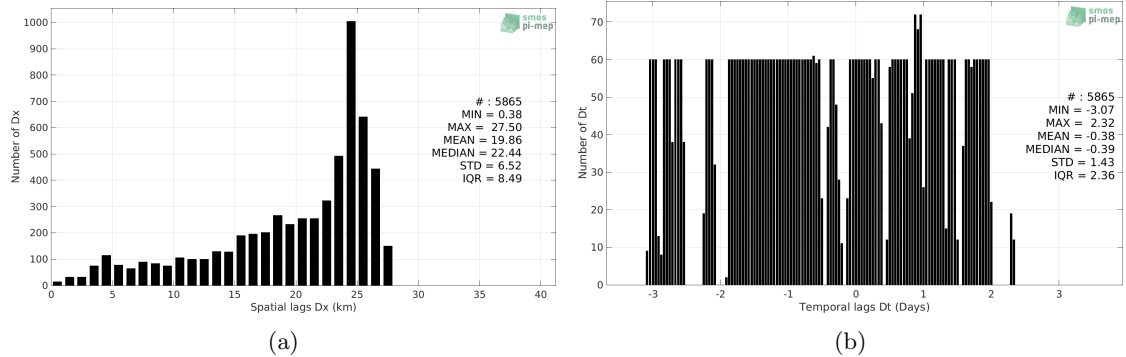 smos
pi-mep
1000
900
800
700
600
500
400
300
200
100
0
Number of Dx
# : 5865
MIN = 0.38
MAX = 27.50
MEAN = 19.86
MEDIAN = 22.44
STD = 6.52
IQR = 8.49
0 5 10 15 20 25 30 35 40
Spatial lags Dx (km)
(a)
smos
pi-mep
70
60
50
40
30
20
10
0
Number of Dt
# : 5865
MIN = -3.07
MAX = 2.32
MEAN = -0.38
MEDIAN = -0.39
STD = 1.43
IQR = 2.36
-3 -2 -1 0 1 2 3
Temporal lags Dt (Days)
(b)